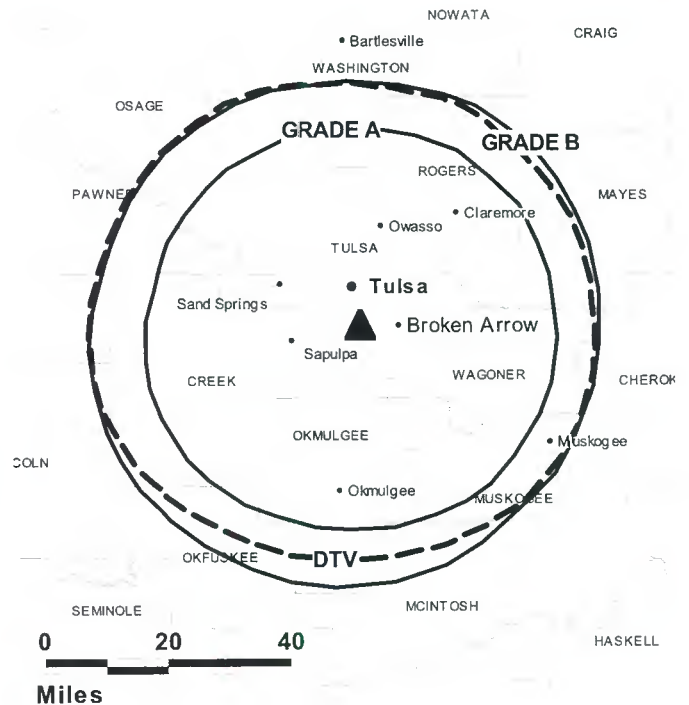 NOWATA
CRAIG
Bartlesville
WASHINGTON
OSAGE
GRADE A
GRADE B
ROGERS
PAWNEE
MAYES
Claremore
Owasso
TULSA
Tulsa
Sand Springs
Broken Arrow
Sapulpa
WAGONER
CREEK
CHEROK
OKMULGEE
Muskogee
COLN
Okmulgee
MUSKOGEE
DTV
OKFUSKEE
MCINTOSH
SEMINOLE
HASKELL
0 20 40
Miles